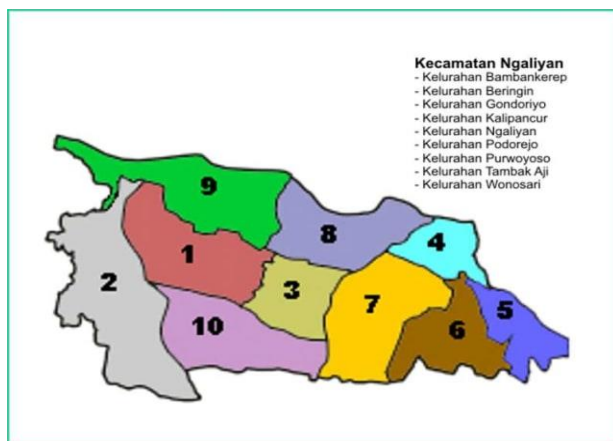 Kecamatan Ngaliyan
- Kelurahan Bambankerep
- Kelurahan Beringin
- Kelurahan Gondoriyo
- Kelurahan Kalipancur
- Kelurahan Ngaliyan
- Kelurahan Podorejo
- Kelurahan Purwoyoso
- Kelurahan Tambak Aji
- Kelurahan Wonosari
9
8
4
1
2
3
7
5
10
6